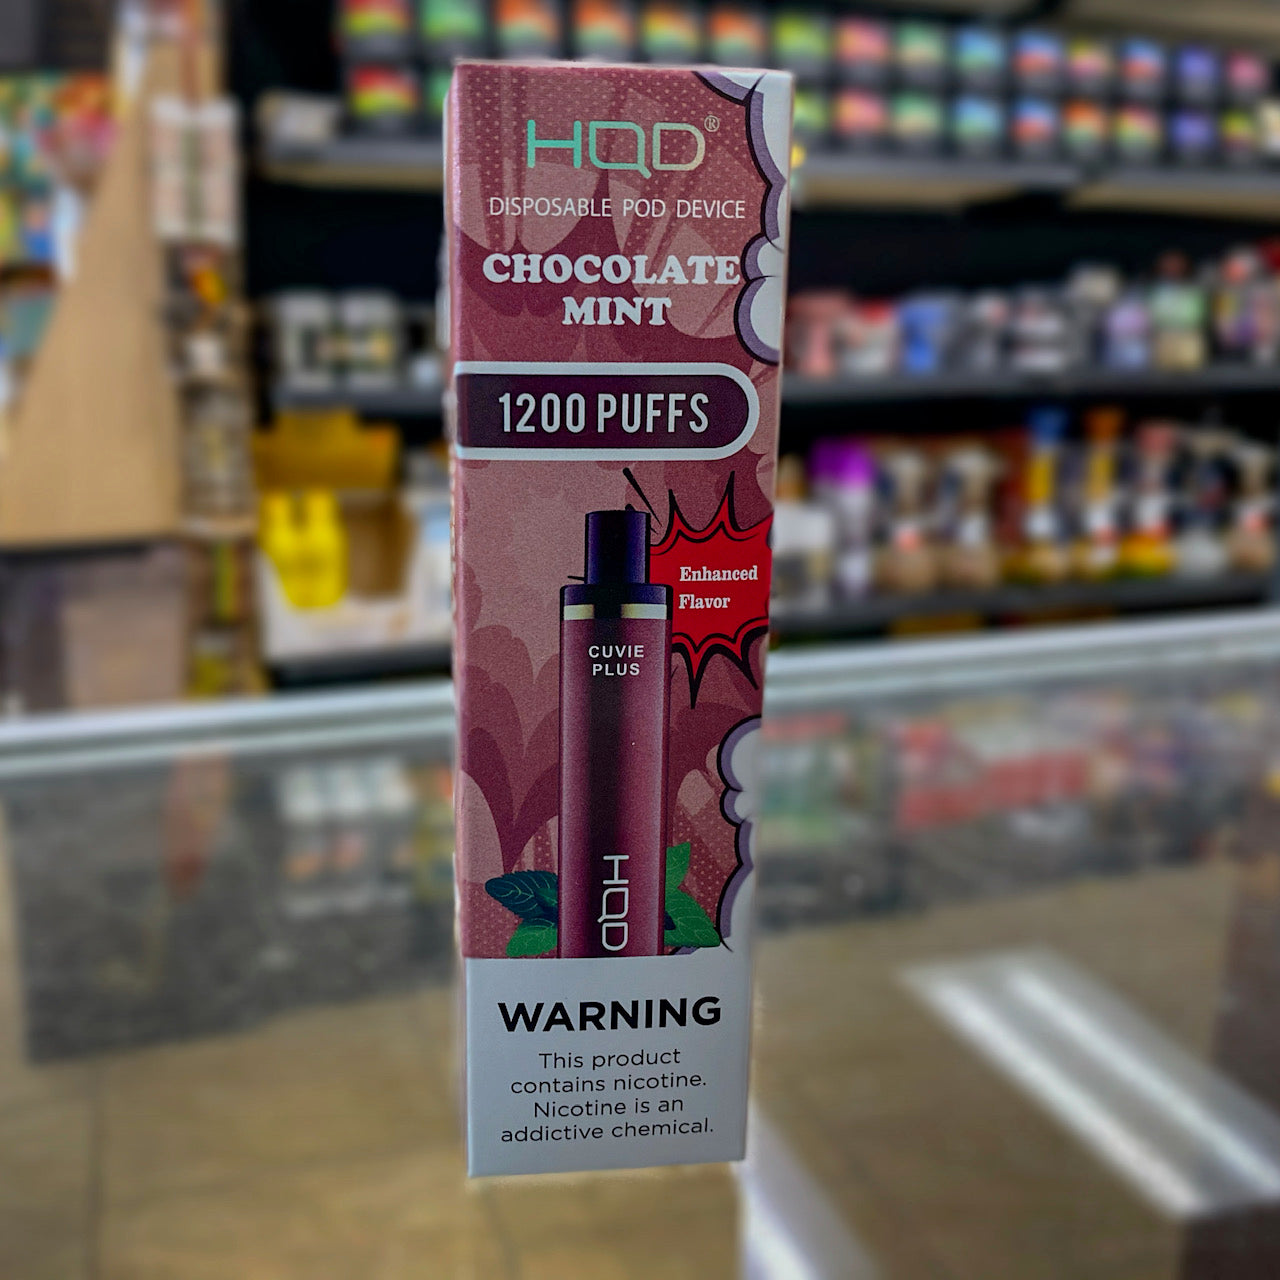 HQD®
DISPOSABLE POD DEVICE
CHOCOLATE
MINT
1200 PUFFS
Enhanced
Flavor
CUVIE
PLUS
HQD
WARNING
This product
contains nicotine.
Nicotine is an
addictive chemical.